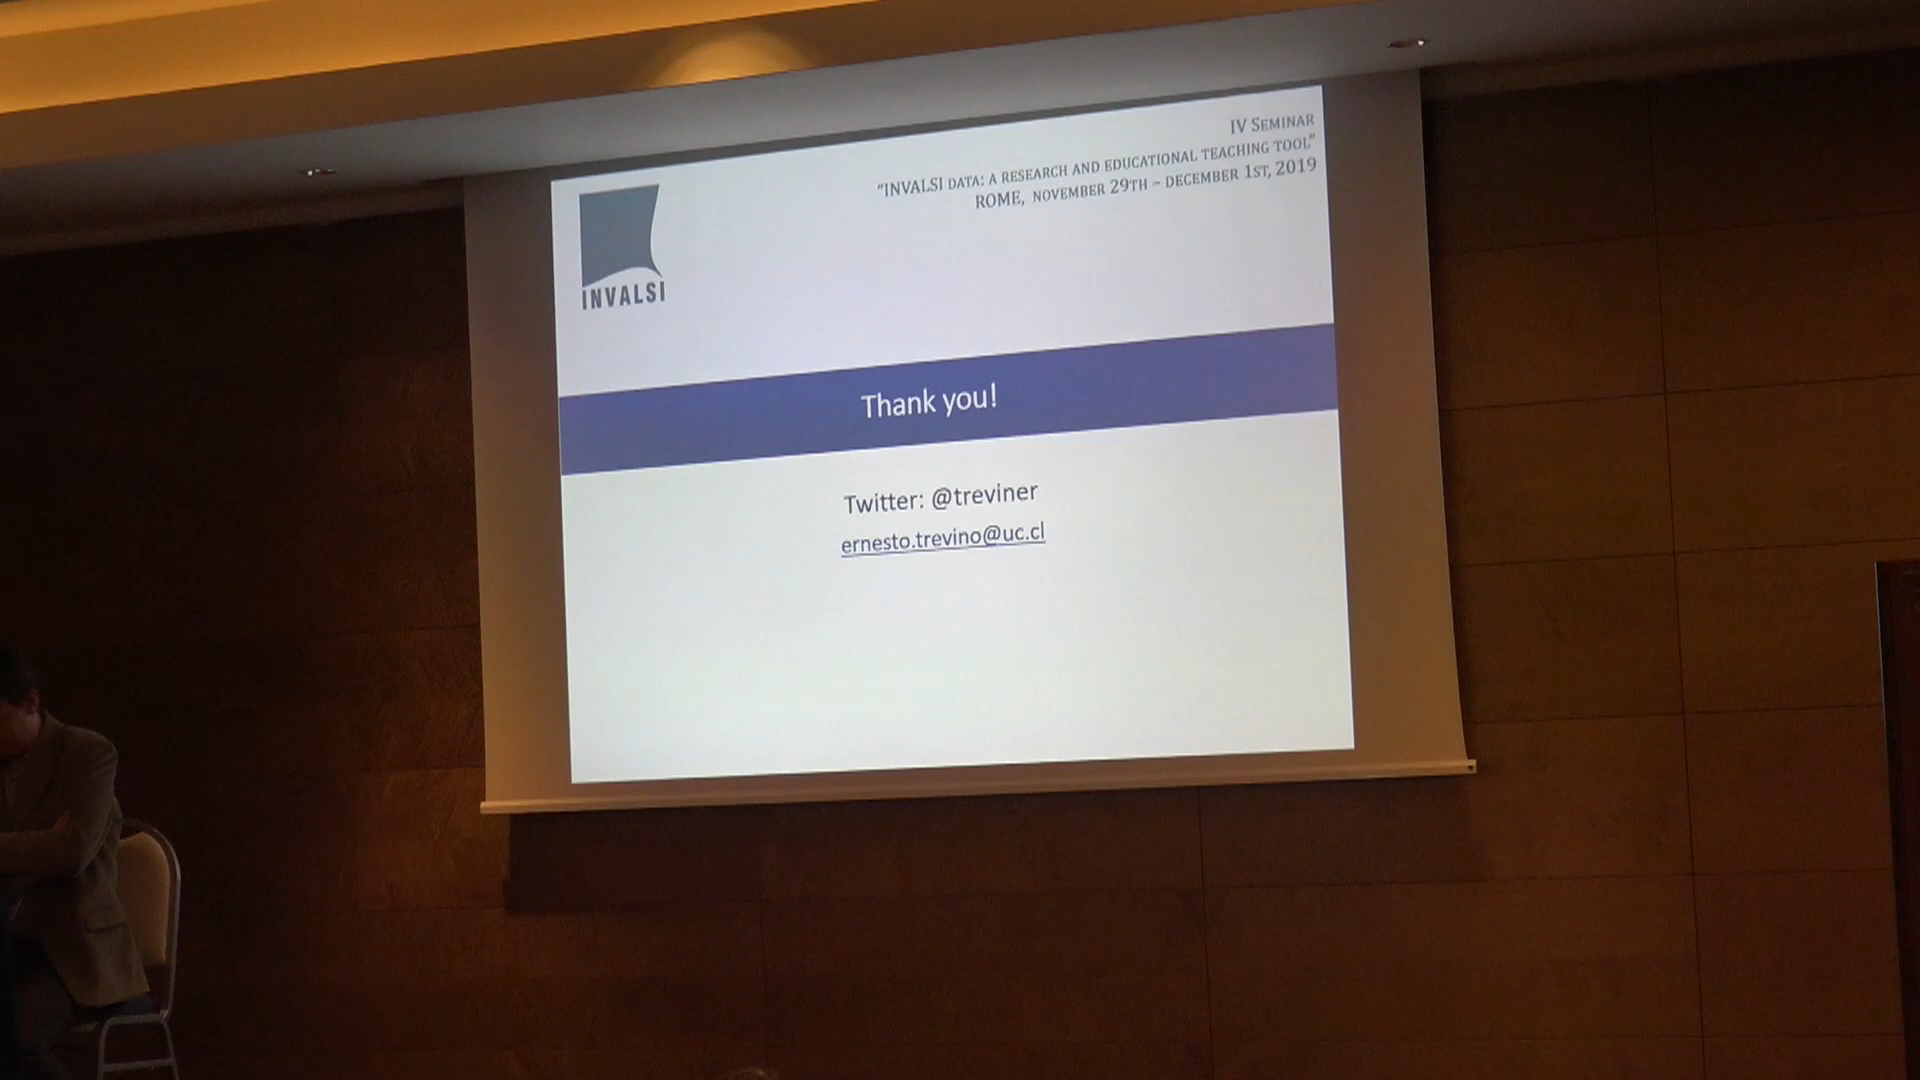 IV SEMINAR
"INVALSI DATA: A RESEARCH AND EDUCATIONAL TEACHING TOOL"
ROME, NOVEMBER 29TH – DECEMBER 1ST, 2019
INVALSI
Thank you!
Twitter: @treviner
ernesto.trevino@uc.cl